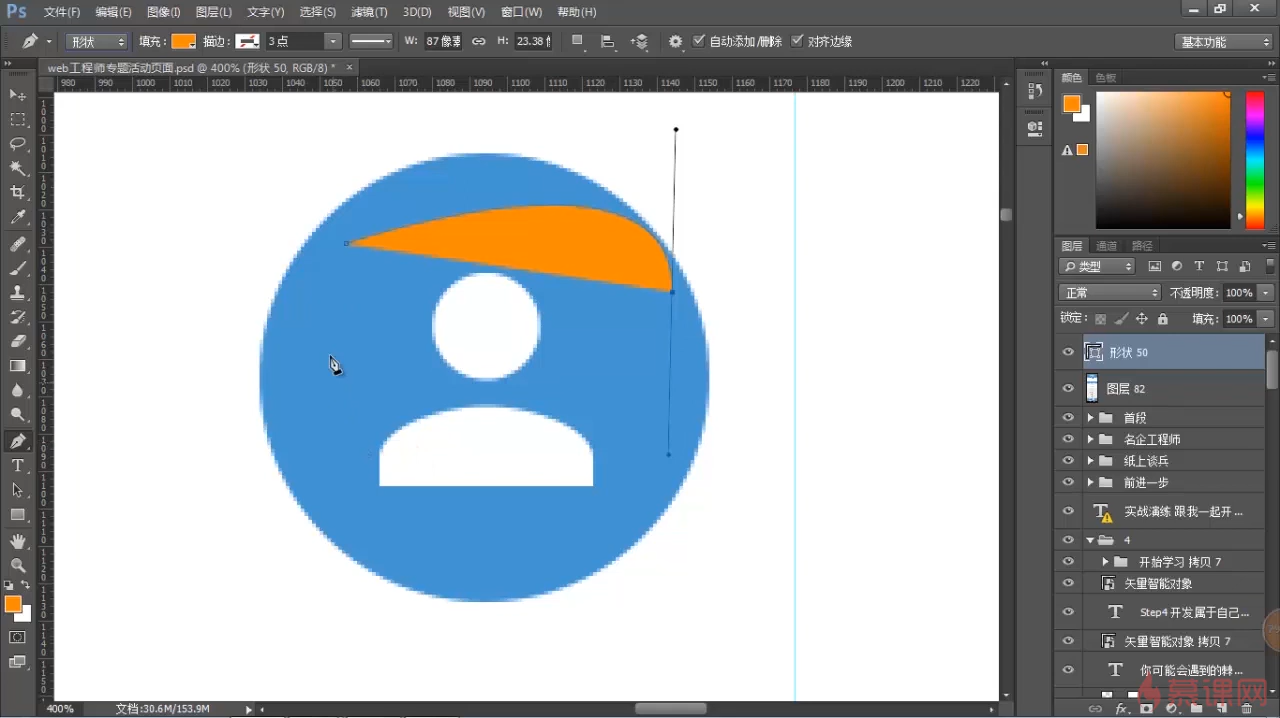 Ps 文件(F) 编辑(E) 图像(I) 图层(L) 文字(Y) 选择(S) 滤镜(T) 3D(D) 视图(V) 窗口(W) 帮助(H)
形状 填充: 描边: 3 点 W: 87 像素 H: 23.38 自动添加/删除 对齐边缘 基本功能
web工程师专题活动页面.psd @ 400% (形状 50, RGB/8) *
980 990 1000 1010 1020 1030 1040 1050 1060 1070 1080 1090 1100 1110 1120 1130 1140 1150 1160 1170 1180 1190 1200 1210 1220
颜色 色板
图层 通道 路径
类型
正常 不透明度: 100%
锁定: 填充: 100%
形状 50
图层 82
首段
名企工程师
纸上谈兵
前进一步
实战演练 跟我一起开 ...
4
开始学习 拷贝 7
矢量智能对象
Step4 开发属于自己...
矢量智能对象 拷贝 7
你可能会遇到的棘...
慕课网
400% 文档:30.6M/153.9M